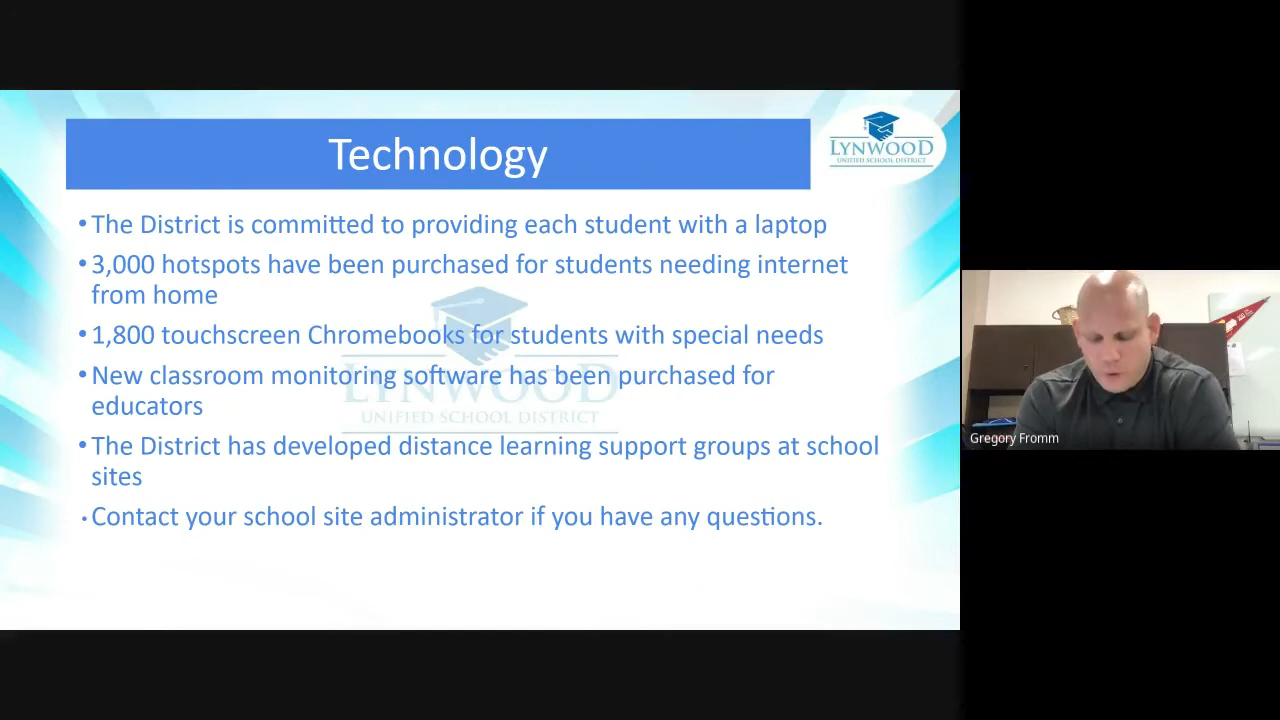 Technology
LYNWOOD
UNIFIED SCHOOL DISTRICT
•The District is committed to providing each student with a laptop
•3,000 hotspots have been purchased for students needing internet
from home
•1,800 touchscreen Chromebooks for students with special needs
•New classroom monitoring software has been purchased for
educators
LYNWOOD
UNIFIED SCHOOL DISTRICT
•The District has developed distance learning support groups at school
sites
•Contact your school site administrator if you have any questions.
Gregory Fromm